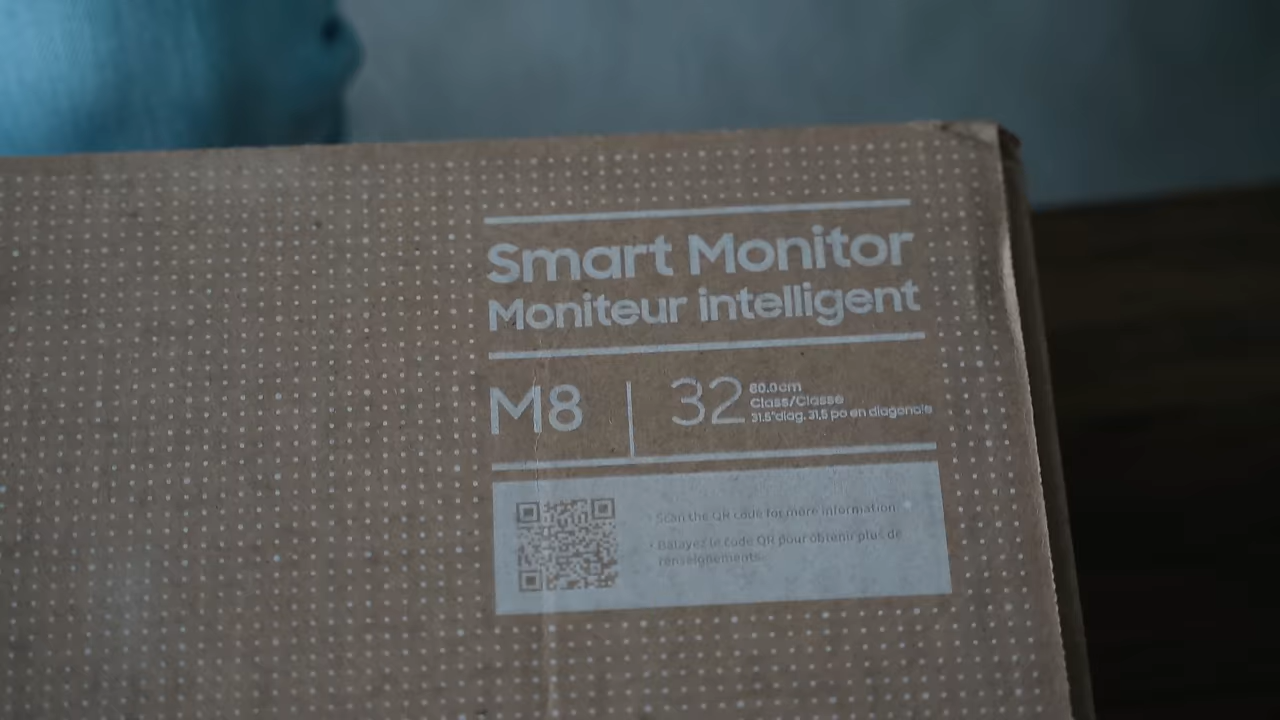 Smart Monitor
Moniteur intelligent
M8
32
80.0cm
Class/Classe
31.5"diag. 31,5 po en diagonale
• Scan the QR code for more information.
• Balayez le code QR pour obtenir plus de
renseignements.